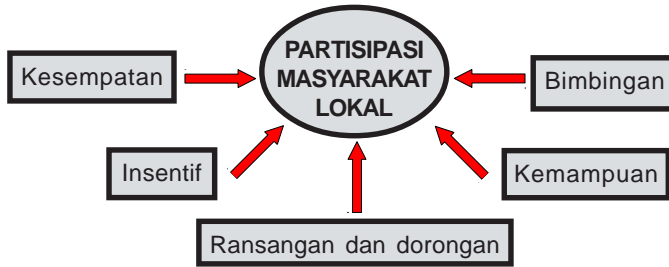 PARTISIPASI
MASYARAKAT
LOKAL
Kesempatan
Bimbingan
Insentif
Kemampuan
Ransangan dan dorongan